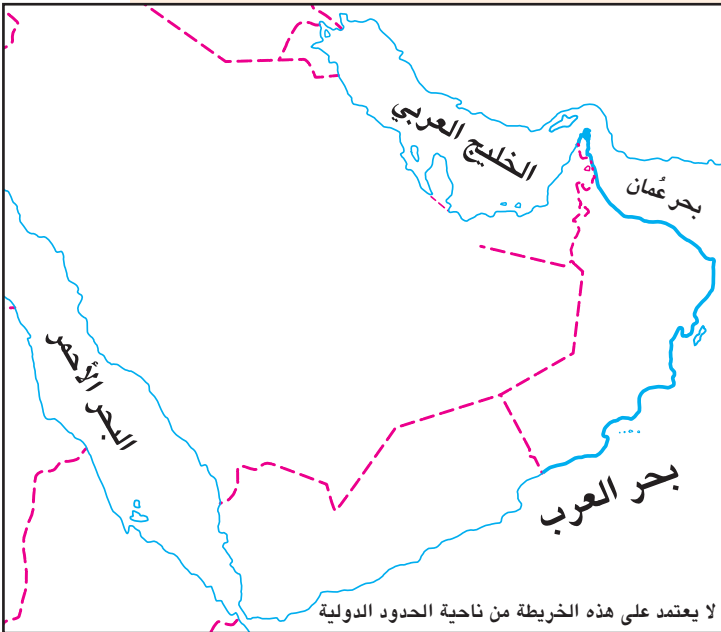 الخليج العربي
بحر عُمان
البحر الأحمر
بحر العرب
لا يعتمد على هذه الخريطة من ناحية الحدود الدولية